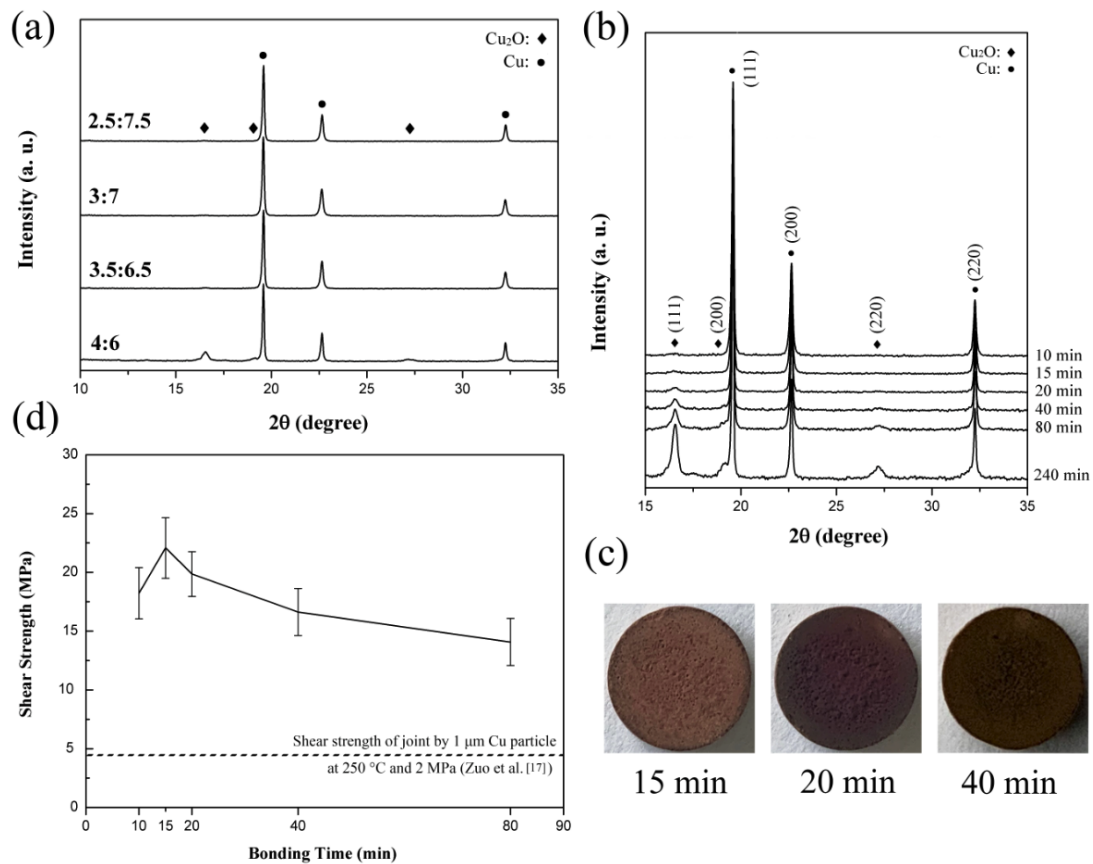 (a)
Cu₂O: ♦
Cu: ●
2.5:7.5
3:7
3.5:6.5
4:6
Intensity (a. u.)
10 15 20 25 30 35
2θ (degree)
(b)
Cu₂O: ♦
Cu: ●
(111)
(200)
(220)
(111)
(200)
(220)
10 min
15 min
20 min
40 min
80 min
240 min
Intensity (a. u.)
15 20 25 30 35
2θ (degree)
(d)
30
25
20
15
10
5
0
Shear Strength (MPa)
Shear strength of joint by 1 μm Cu particle
at 250 °C and 2 MPa (Zuo et al. [17])
0 10 15 20 40 80 90
Bonding Time (min)
(c)
15 min 20 min 40 min